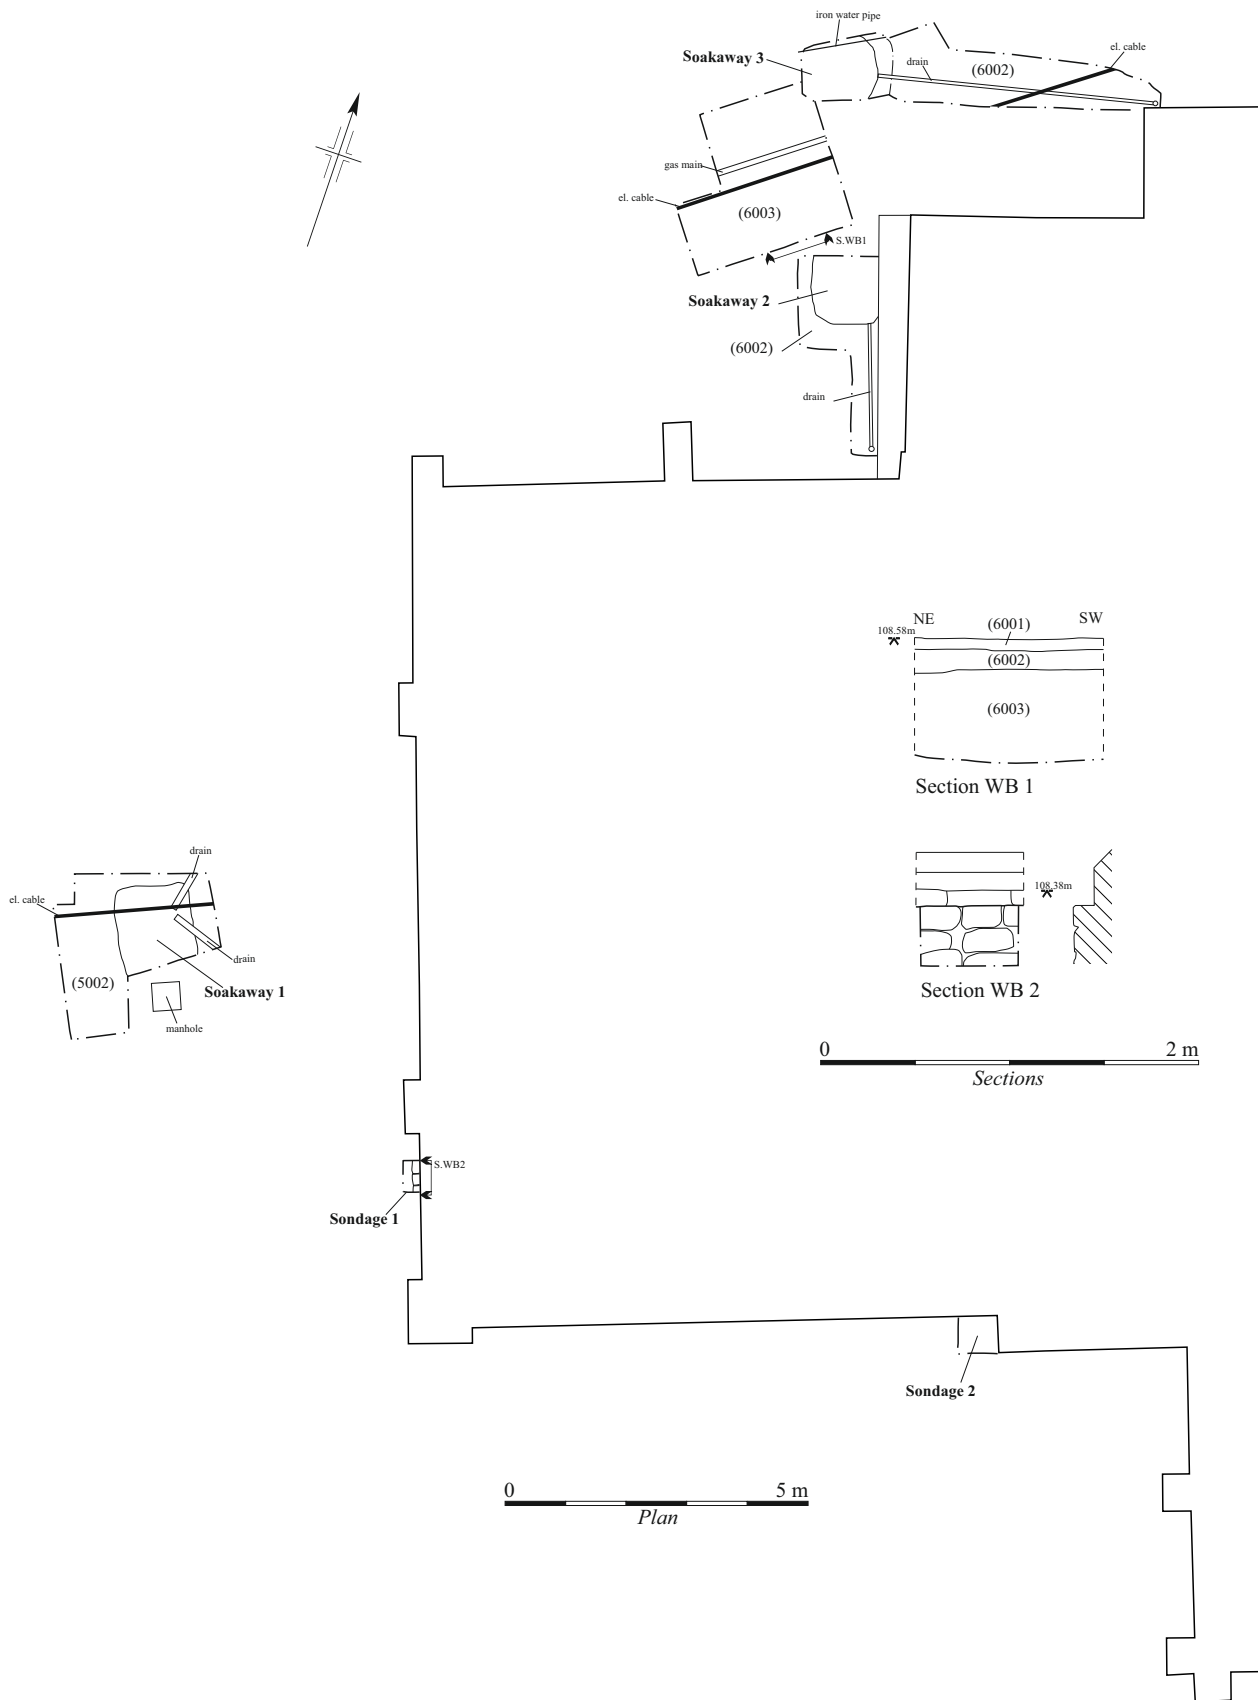 iron water pipe
Soakaway 3
el. cable
drain
(6002)
gas main
el. cable
(6003)
S.WB1
Soakaway 2
(6002)
drain
NE
(6001)
SW
108.58m
(6002)
(6003)
Section WB 1
drain
108.38m
el. cable
drain
(5002)
Soakaway 1
Section WB 2
manhole
0
2 m
Sections
S.WB2
Sondage 1
Sondage 2
0
5 m
Plan